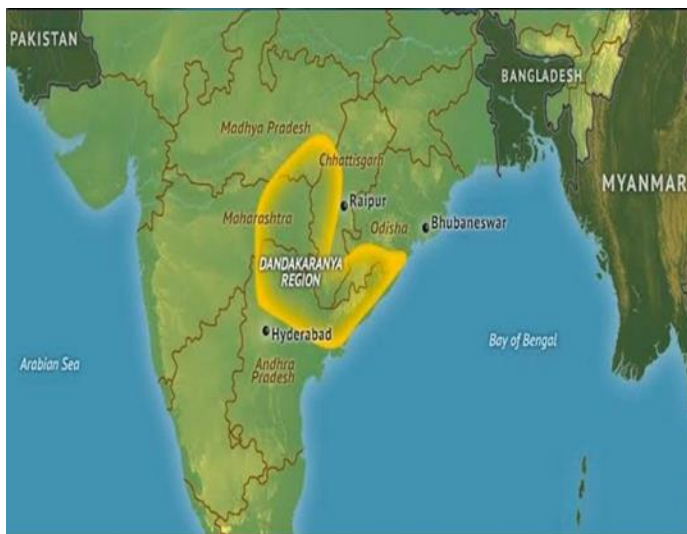 PAKISTAN
BANGLADESH
Madhya Pradesh
Chhattisgarh
MYANMAR
Raipur
Maharashtra
Odisha
Bhubaneswar
DANDAKARANYA
REGION
Hyderabad
Bay of Bengal
Arabian Sea
Andhra
Pradesh